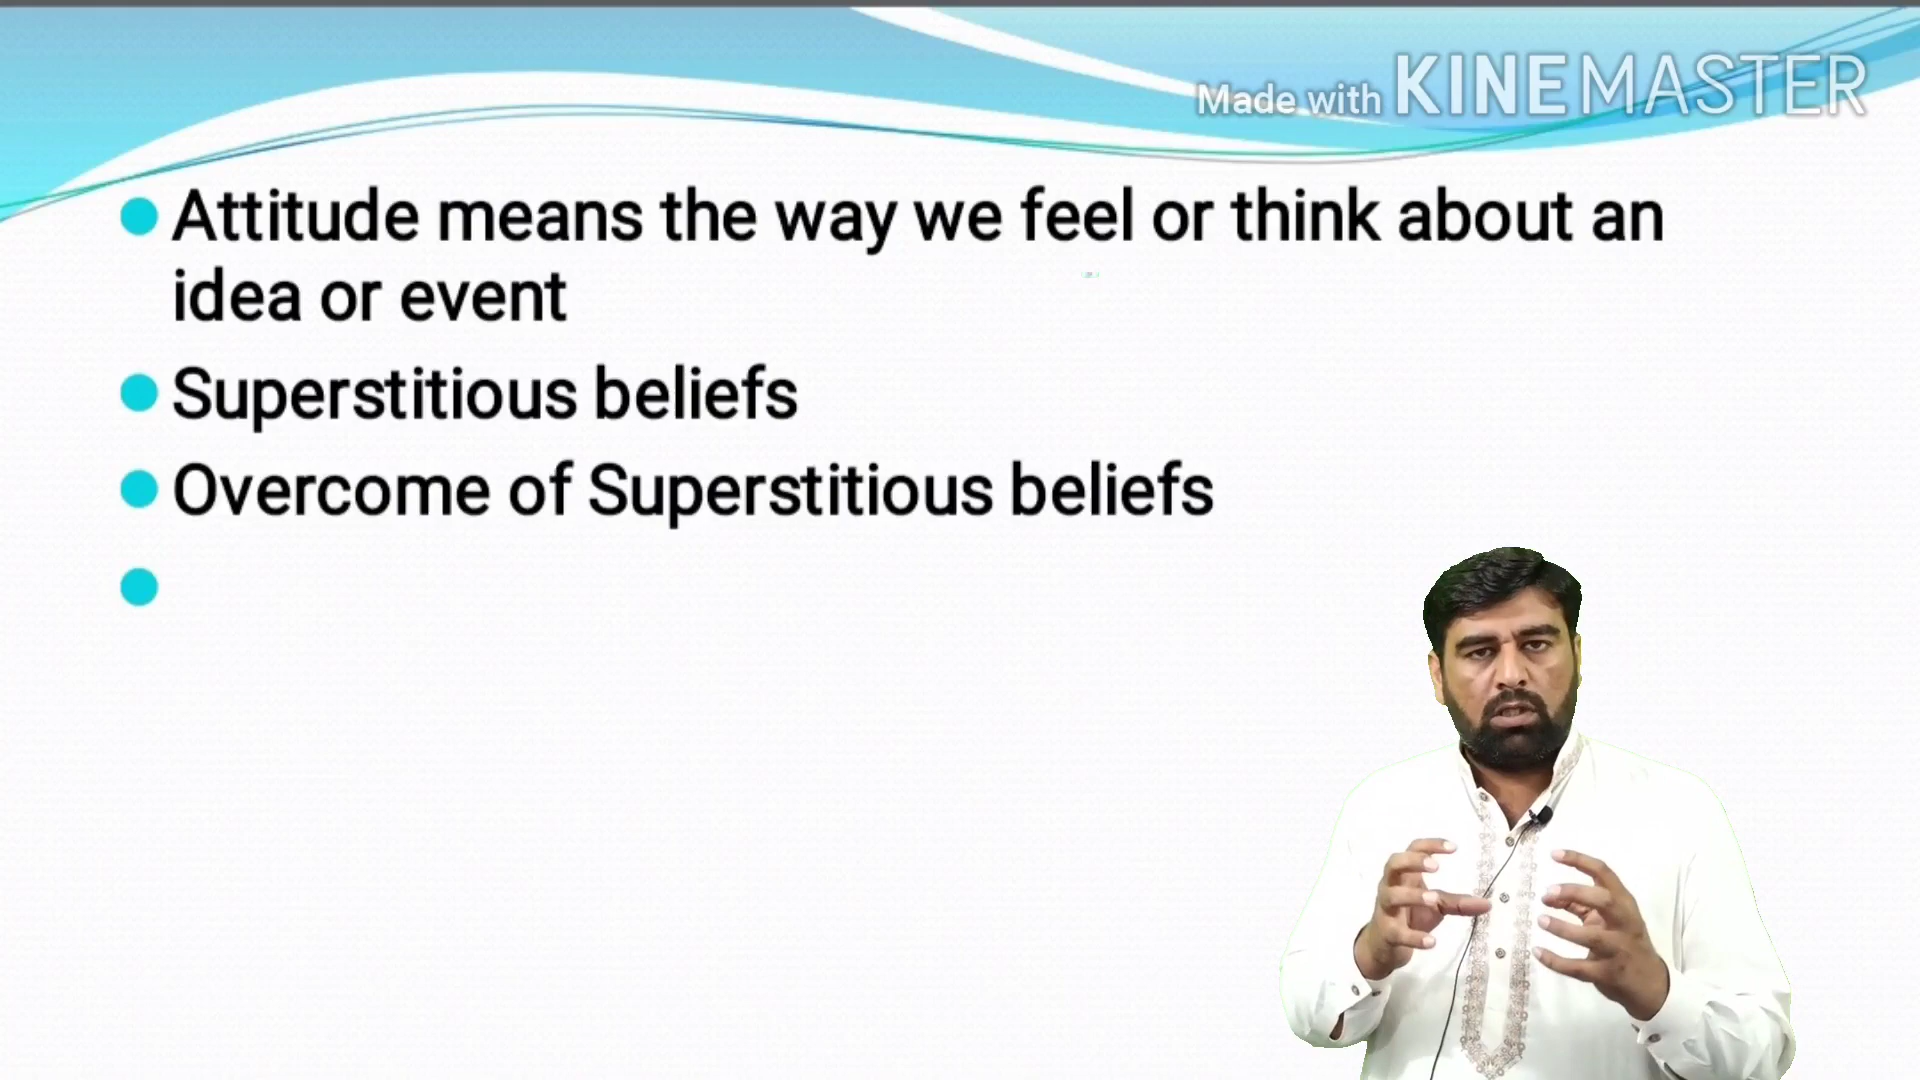 Made with KINEMASTER
Attitude means the way we feel or think about an
idea or event
Superstitious beliefs
Overcome of Superstitious beliefs